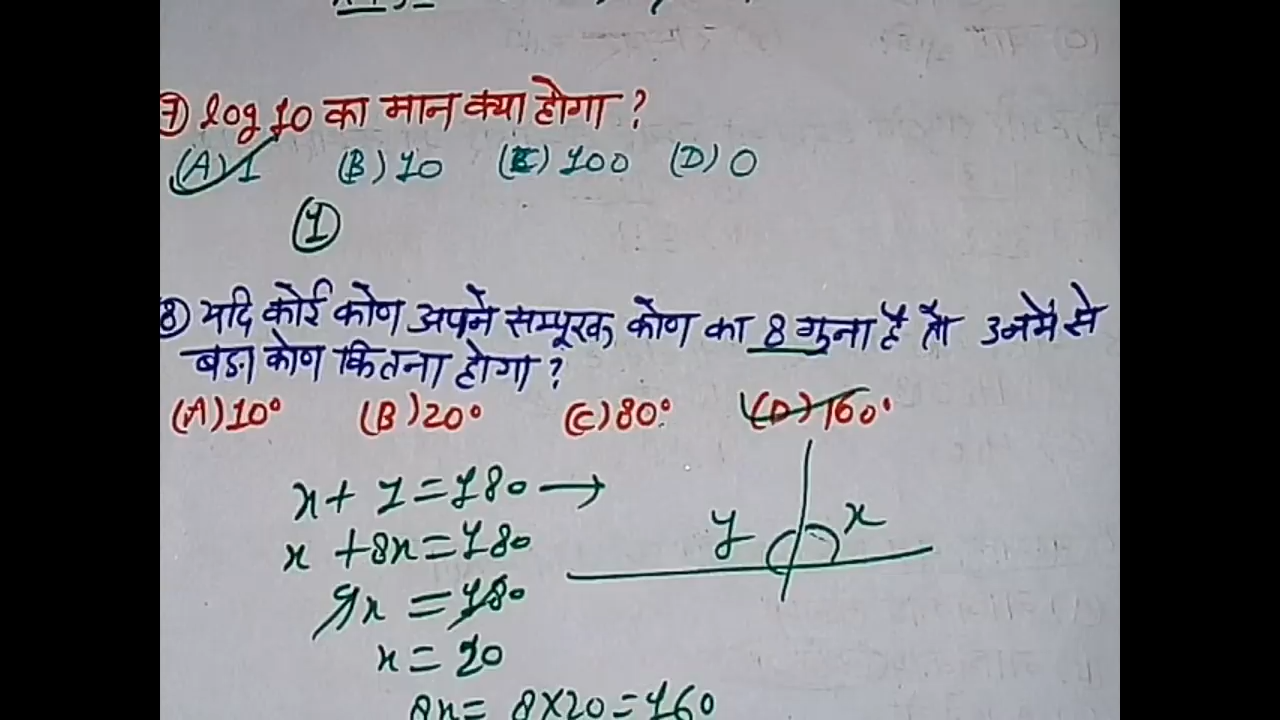 ७) log 10 का मान क्या होगा ?
(A) 1 (B) 10 (C) 100 (D) 0
1
8) यदि कोई कोण अपने सम्पूरक कोण का 8 गुना है तो उनमें से
बडा कोण कितना होगा ?
(A) 10° (B) 20° (C) 80° (D) 160°
x + y = 180 →
x + 8x = 180
9x = 180
x = 20
8x = 8×20 = 160
y x